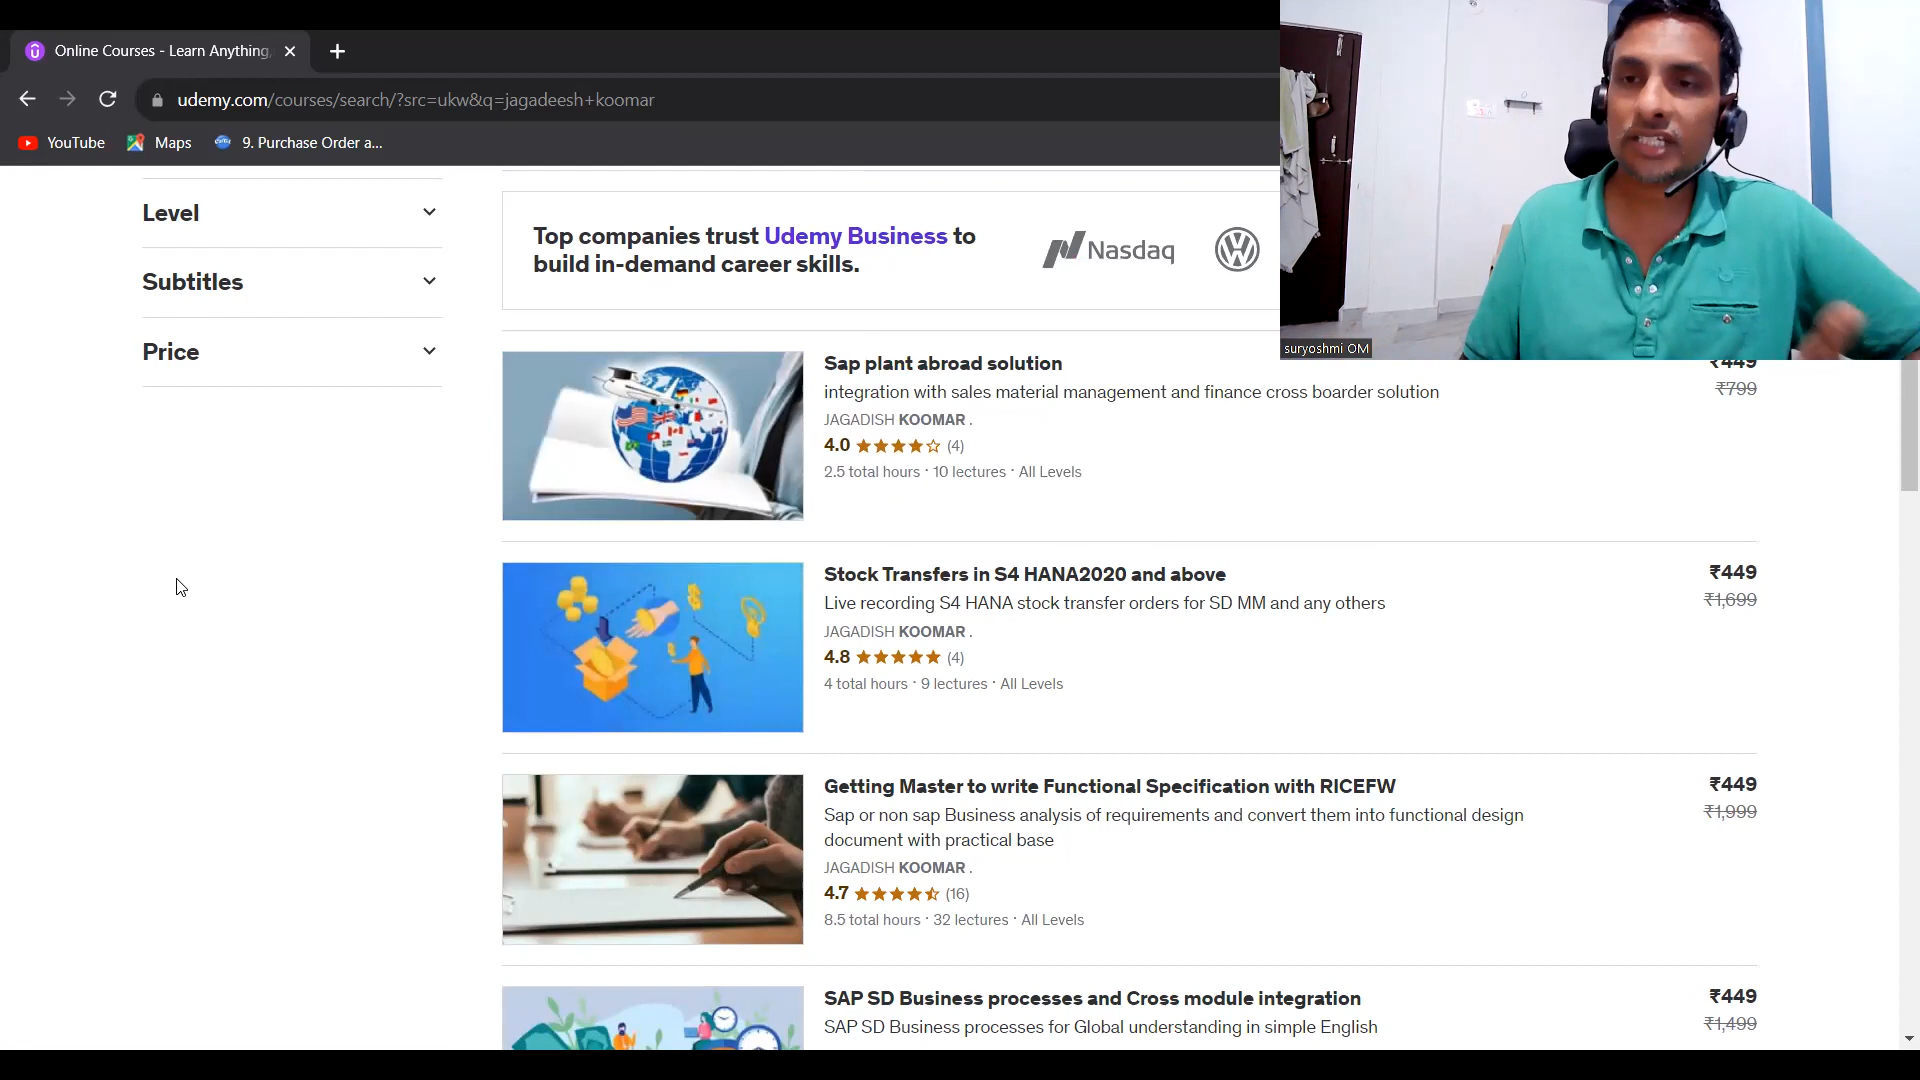 Online Courses - Learn Anything,
udemy.com/courses/search/?src=ukw&q=jagadeesh+koomar
YouTube
Maps
9. Purchase Order a...
Level
Subtitles
Price
Top companies trust Udemy Business to
build in-demand career skills.
Nasdaq
suryoshmi OM
Sap plant abroad solution
₹449
integration with sales material management and finance cross boarder solution
₹799
JAGADISH KOOMAR .
4.0 (4)
2.5 total hours · 10 lectures · All Levels
Stock Transfers in S4 HANA2020 and above
₹449
Live recording S4 HANA stock transfer orders for SD MM and any others
₹1,699
JAGADISH KOOMAR .
4.8 (4)
4 total hours · 9 lectures · All Levels
Getting Master to write Functional Specification with RICEFW
₹449
Sap or non sap Business analysis of requirements and convert them into functional design
₹1,999
document with practical base
JAGADISH KOOMAR .
4.7 (16)
8.5 total hours · 32 lectures · All Levels
SAP SD Business processes and Cross module integration
₹449
SAP SD Business processes for Global understanding in simple English
₹1,499